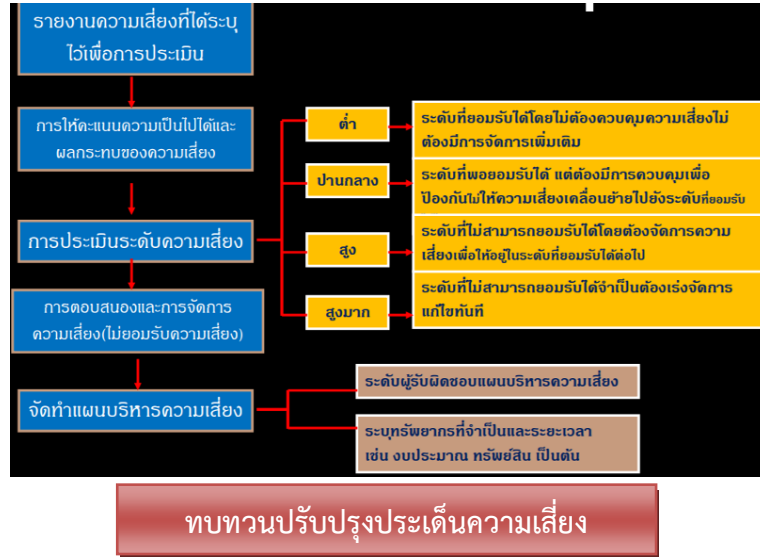 รายงานความเสี่ยงที่ได้ระบุ
ไว้เพื่อการประเมิน
การให้คะแนนความเป็นไปได้และ
ผลกระทบของความเสี่ยง
การประเมินระดับความเสี่ยง
การตอบสนองและการจัดการ
ความเสี่ยง(ไม่ยอมรับความเสี่ยง)
จัดทำแผนบริหารความเสี่ยง
ต่ำ
ระดับที่ยอมรับได้โดยไม่ต้องควบคุมความเสี่ยงไม่
ต้องมีการจัดการเพิ่มเติม
ปานกลาง
ระดับที่พอยอมรับได้ แต่ต้องมีการควบคุมเพื่อ
ป้องกันไม่ให้ความเสี่ยงเคลื่อนย้ายไปยังระดับที่ยอมรับ
สูง
ระดับที่ไม่สามารถยอมรับได้โดยต้องจัดการความ
เสี่ยงเพื่อให้อยู่ในระดับที่ยอมรับได้ต่อไป
สูงมาก
ระดับที่ไม่สามารถยอมรับได้จำเป็นต้องเร่งจัดการ
แก้ไขทันที
ระดับผู้รับผิดชอบแผนบริหารความเสี่ยง
ระบุทรัพยากรที่จำเป็นและระยะเวลา
เช่น งบประมาณ ทรัพย์สิน เป็นต้น
ทบทวนปรับปรุงประเด็นความเสี่ยง